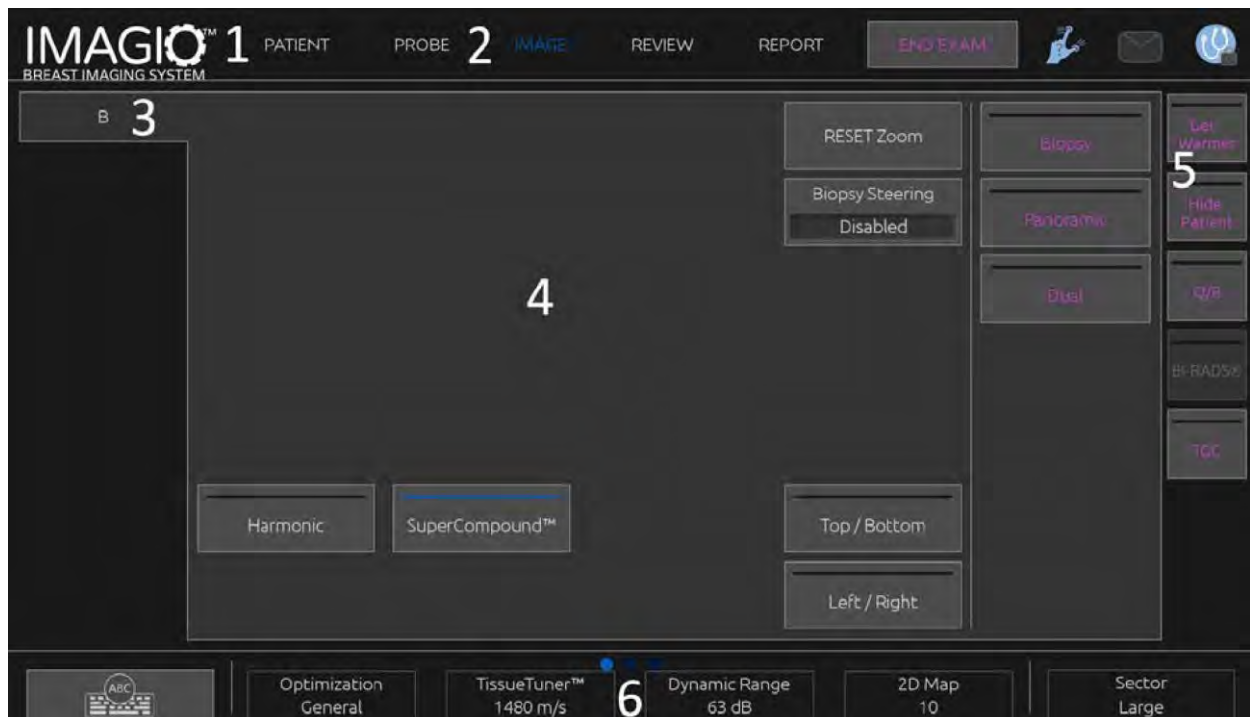 IMAGIO™ 1 PATIENT PROBE 2 IMAGE REVIEW REPORT END EXAM
BREAST IMAGING SYSTEM
B 3
RESET Zoom
Biopsy
Gel
Warmer
5
Biopsy Steering
Disabled
Panoramic
Hide
Patient
4
Dual
BI-RADS®
TGC
Harmonic
SuperCompound™
Top / Bottom
Left / Right
ABC
Optimization
General
TissueTuner™
1480 m/s
6
Dynamic Range
63 dB
2D Map
10
Sector
Large